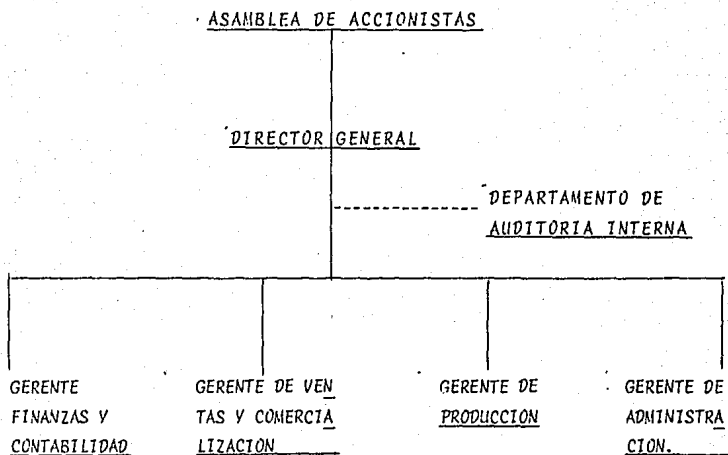 ASAMBLEA DE ACCIONISTAS
DIRECTOR GENERAL
DEPARTAMENTO DE
AUDITORIA INTERNA
GERENTE
FINANZAS Y
CONTABILIDAD
GERENTE DE VEN
TAS Y COMERCIA
LIZACION
GERENTE DE
PRODUCCION
GERENTE DE
ADMINISTRA
CION.